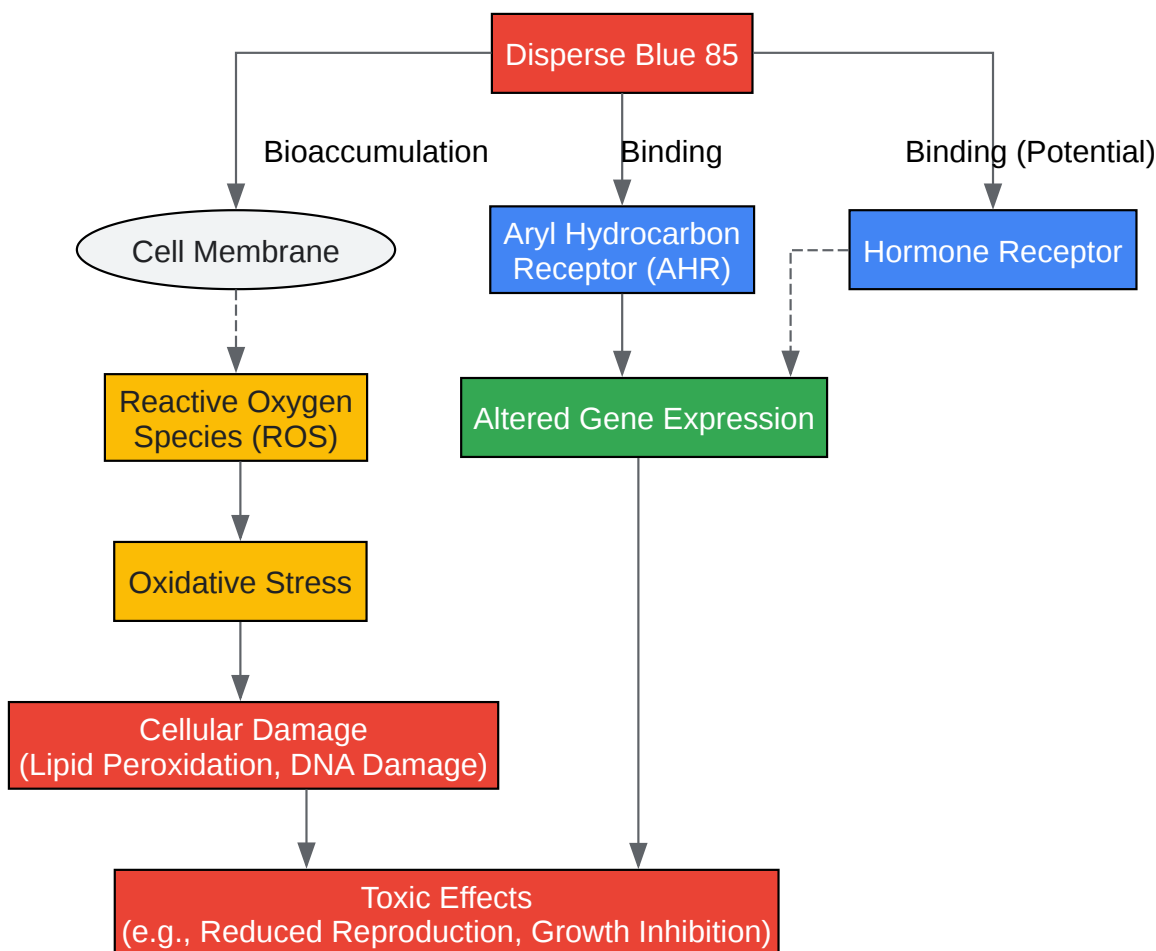 Disperse Blue 85
Bioaccumulation
Binding
Binding (Potential)
Cell Membrane
Aryl Hydrocarbon
Receptor (AHR)
Hormone Receptor
Reactive Oxygen
Species (ROS)
Altered Gene Expression
Oxidative Stress
Cellular Damage
(Lipid Peroxidation, DNA Damage)
Toxic Effects
(e.g., Reduced Reproduction, Growth Inhibition)